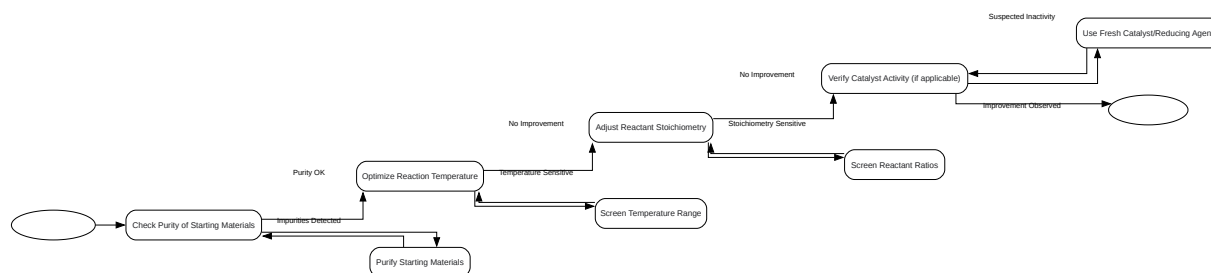 Suspected Inactivity
Use Fresh Catalyst/Reducing Agen
No Improvement
Verify Catalyst Activity (if applicable)
Improvement Observed
No Improvement
Adjust Reactant Stoichiometry
Stoichiometry Sensitive
Screen Reactant Ratios
Purity OK
Optimize Reaction Temperature
Temperature Sensitive
Screen Temperature Range
Check Purity of Starting Materials
Impurities Detected
Purify Starting Materials